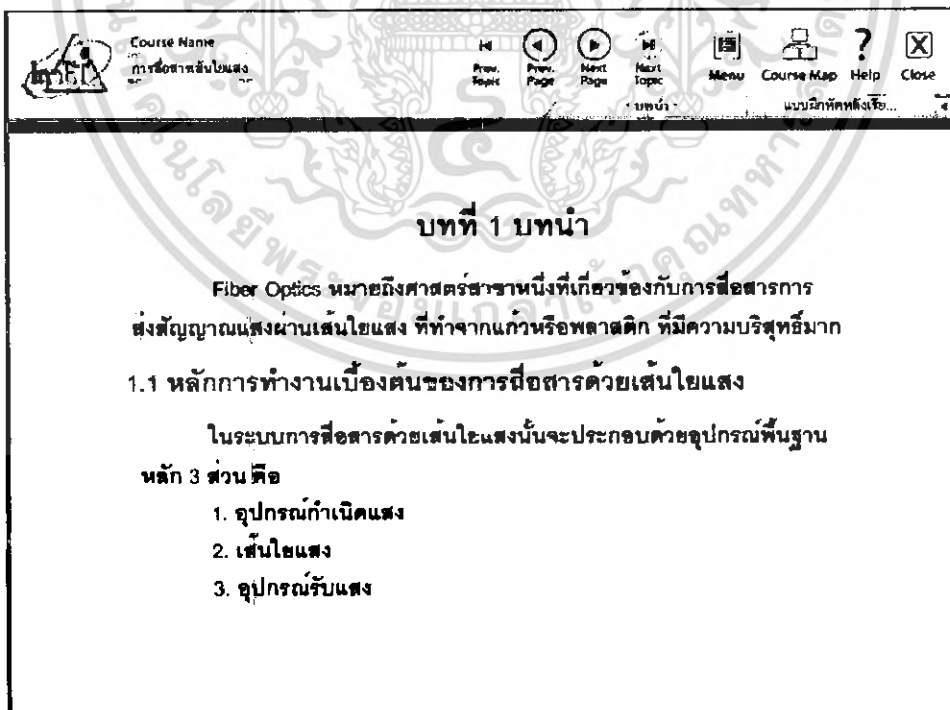 Course Name
การสื่อสารเส้นใยแสง
Prev. Topic
Prev. Page
Next Page
Next Topic
Menu
Course Map
Help
Close
- บทนำ -
แบบฝึกหัดหลังเรีย...
บทที่ 1 บทนำ
Fiber Optics หมายถึงศาสตร์สาขาหนึ่งที่เกี่ยวข้องกับการสื่อสารการ
ส่งสัญญาณแสงผ่านเส้นใยแสง ที่ทำจากแก้วหรือพลาสติก ที่มีความบริสุทธิ์มาก
1.1 หลักการทำงานเบื้องต้นของการสื่อสารด้วยเส้นใยแสง
ในระบบการสื่อสารด้วยเส้นใยแสงนั้นจะประกอบด้วยอุปกรณ์พื้นฐาน
หลัก 3 ส่วน คือ
1. อุปกรณ์กำเนิดแสง
2. เส้นใยแสง
3. อุปกรณ์รับแสง